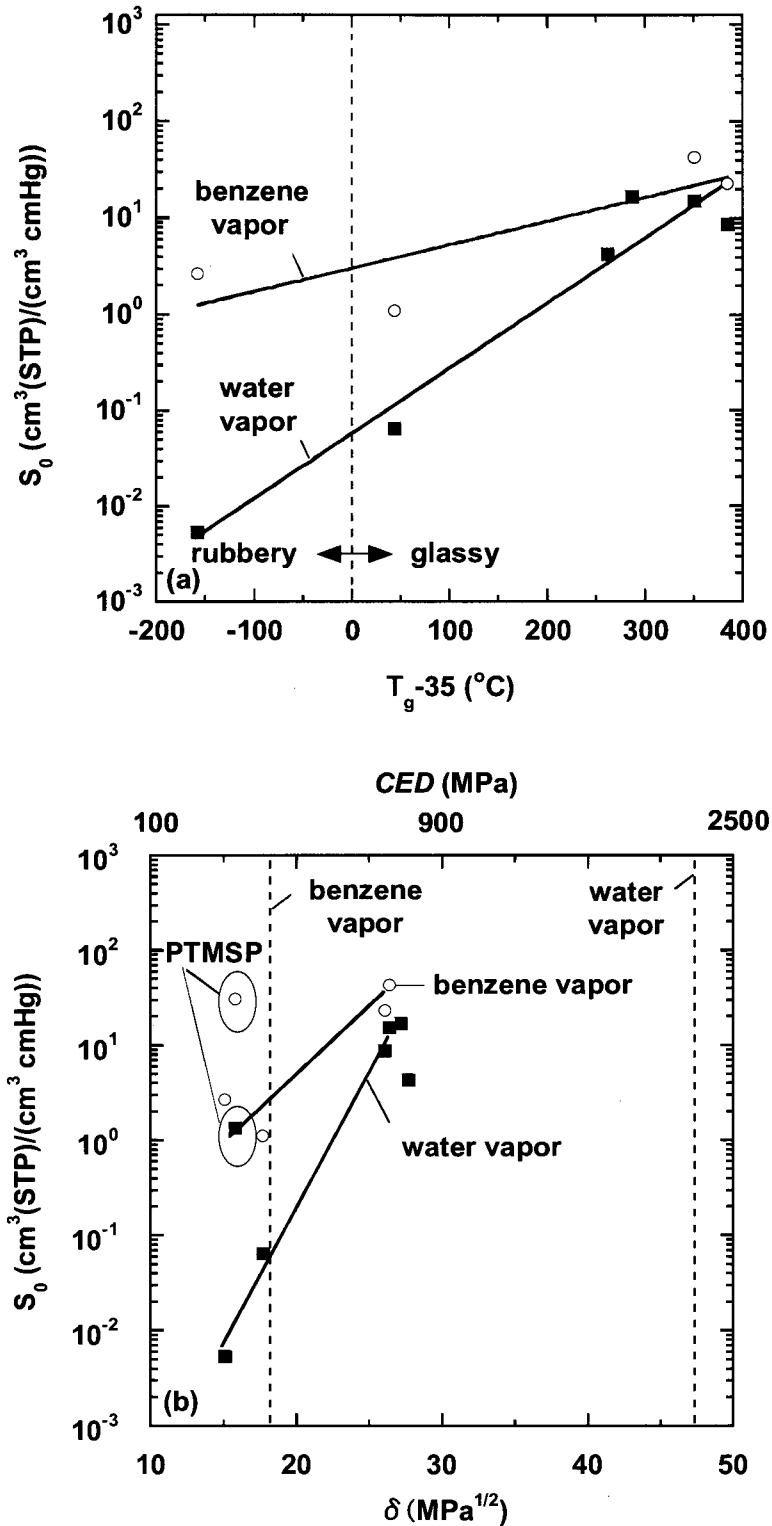 10³
10²
10¹
10⁰
10⁻¹
10⁻²
10⁻³
S₀ (cm³(STP)/(cm³ cmHg))
benzene
vapor
water
vapor
rubbery
glassy
(a)
-200 -100 0 100 200 300 400
T_g-35 (°C)
CED (MPa)
100 900 2500
10³
10²
10¹
10⁰
10⁻¹
10⁻²
10⁻³
S₀ (cm³(STP)/(cm³ cmHg))
benzene
vapor
water
vapor
PTMSP
benzene vapor
water vapor
(b)
10 20 30 40 50
δ (MPa^1/2)